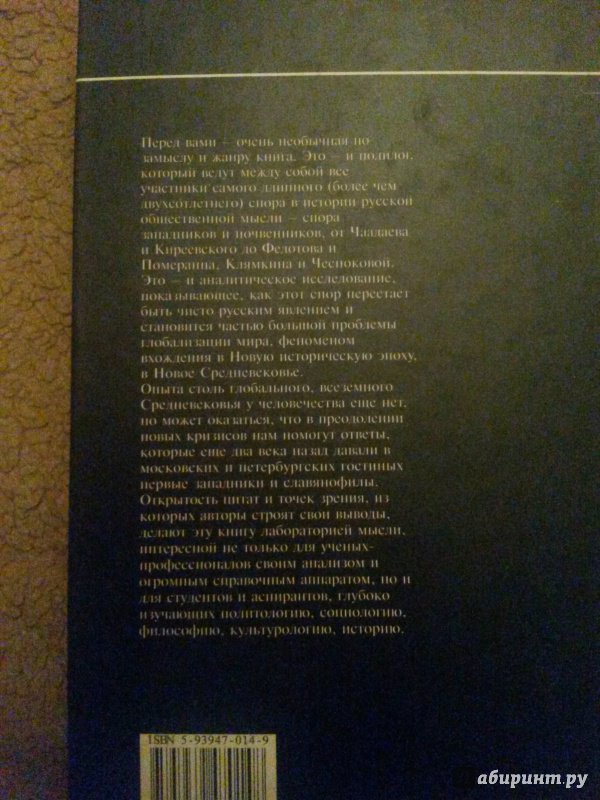 Перед вами – очень необычная по
замыслу и жанру книга. Это – и полилог,
который ведут между собой все
участники самого длинного (более чем
двухсотлетнего) спора в истории русской
общественной мысли – спора
западников и почвенников, от Чаадаева
и Киреевского до Федотова и
Померанца, Клямкина и Чесноковой.
Это – и аналитическое исследование,
показывающее, как этот спор перестает
быть чисто русским явлением и
становится частью большой проблемы
глобализации мира, феноменом
вхождения в Новую историческую эпоху,
в Новое Средневековье.
Опыта столь глобального, всеземного
Средневековья у человечества еще нет,
но может оказаться, что в преодолении
новых кризисов нам помогут ответы,
которые еще два века назад давали в
московских и петербургских гостиных
первые западники и славянофилы.
Открытость цитат и точек зрения, из
которых авторы строят свои выводы,
делают эту книгу лабораторией мысли,
интересной не только для ученых-
профессионалов своим анализом и
огромным справочным аппаратом, но и
для студентов и аспирантов, глубоко
изучающих политологию, социологию,
философию, культурологию, историю.
ISBN 5-93947-014-9
абиринт.ру